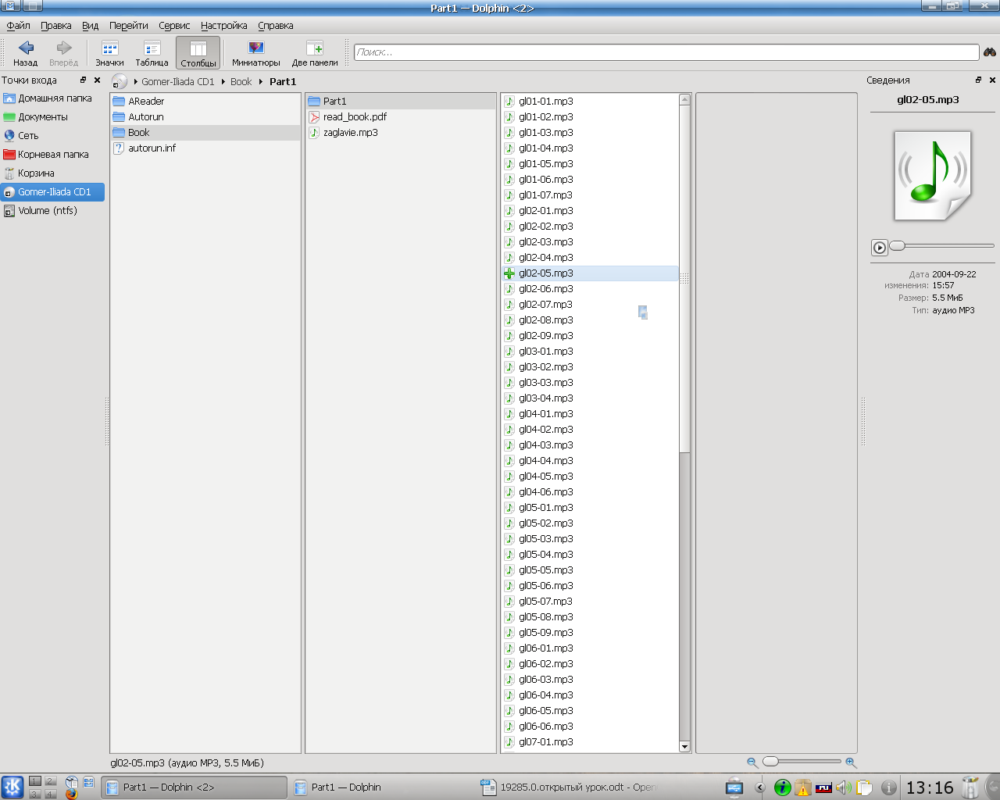 Part1 — Dolphin <2>
Файл Правка Вид Перейти Сервис Настройка Справка
Назад Вперёд Значки Таблица Столбцы Миниатюры Две панели Поиск...
Точки входа
Gomer-Iliada CD1 Book Part1
Сведения
Домашняя папка
Документы
Сеть
Корневая папка
Корзина
Gomer-Iliada CD1
Volume (ntfs)
AReader
Autorun
Book
autorun.inf
Part1
read_book.pdf
zaglavie.mp3
gl01-01.mp3
gl01-02.mp3
gl01-03.mp3
gl01-04.mp3
gl01-05.mp3
gl01-06.mp3
gl01-07.mp3
gl02-01.mp3
gl02-02.mp3
gl02-03.mp3
gl02-04.mp3
gl02-05.mp3
gl02-06.mp3
gl02-07.mp3
gl02-08.mp3
gl02-09.mp3
gl03-01.mp3
gl03-02.mp3
gl03-03.mp3
gl03-04.mp3
gl04-01.mp3
gl04-02.mp3
gl04-03.mp3
gl04-04.mp3
gl04-05.mp3
gl04-06.mp3
gl05-01.mp3
gl05-02.mp3
gl05-03.mp3
gl05-04.mp3
gl05-05.mp3
gl05-06.mp3
gl05-07.mp3
gl05-08.mp3
gl05-09.mp3
gl06-01.mp3
gl06-02.mp3
gl06-03.mp3
gl06-04.mp3
gl06-05.mp3
gl06-06.mp3
gl07-01.mp3
gl02-05.mp3
Дата изменения: 2004-09-22 15:57
Размер: 5.5 МиБ
Тип: аудио MP3
gl02-05.mp3 (аудио MP3, 5.5 МиБ)
1 2
3 4
Part1 — Dolphin <2>
Part1 — Dolphin
19285.0.открытый урок.odt - Open
13:16